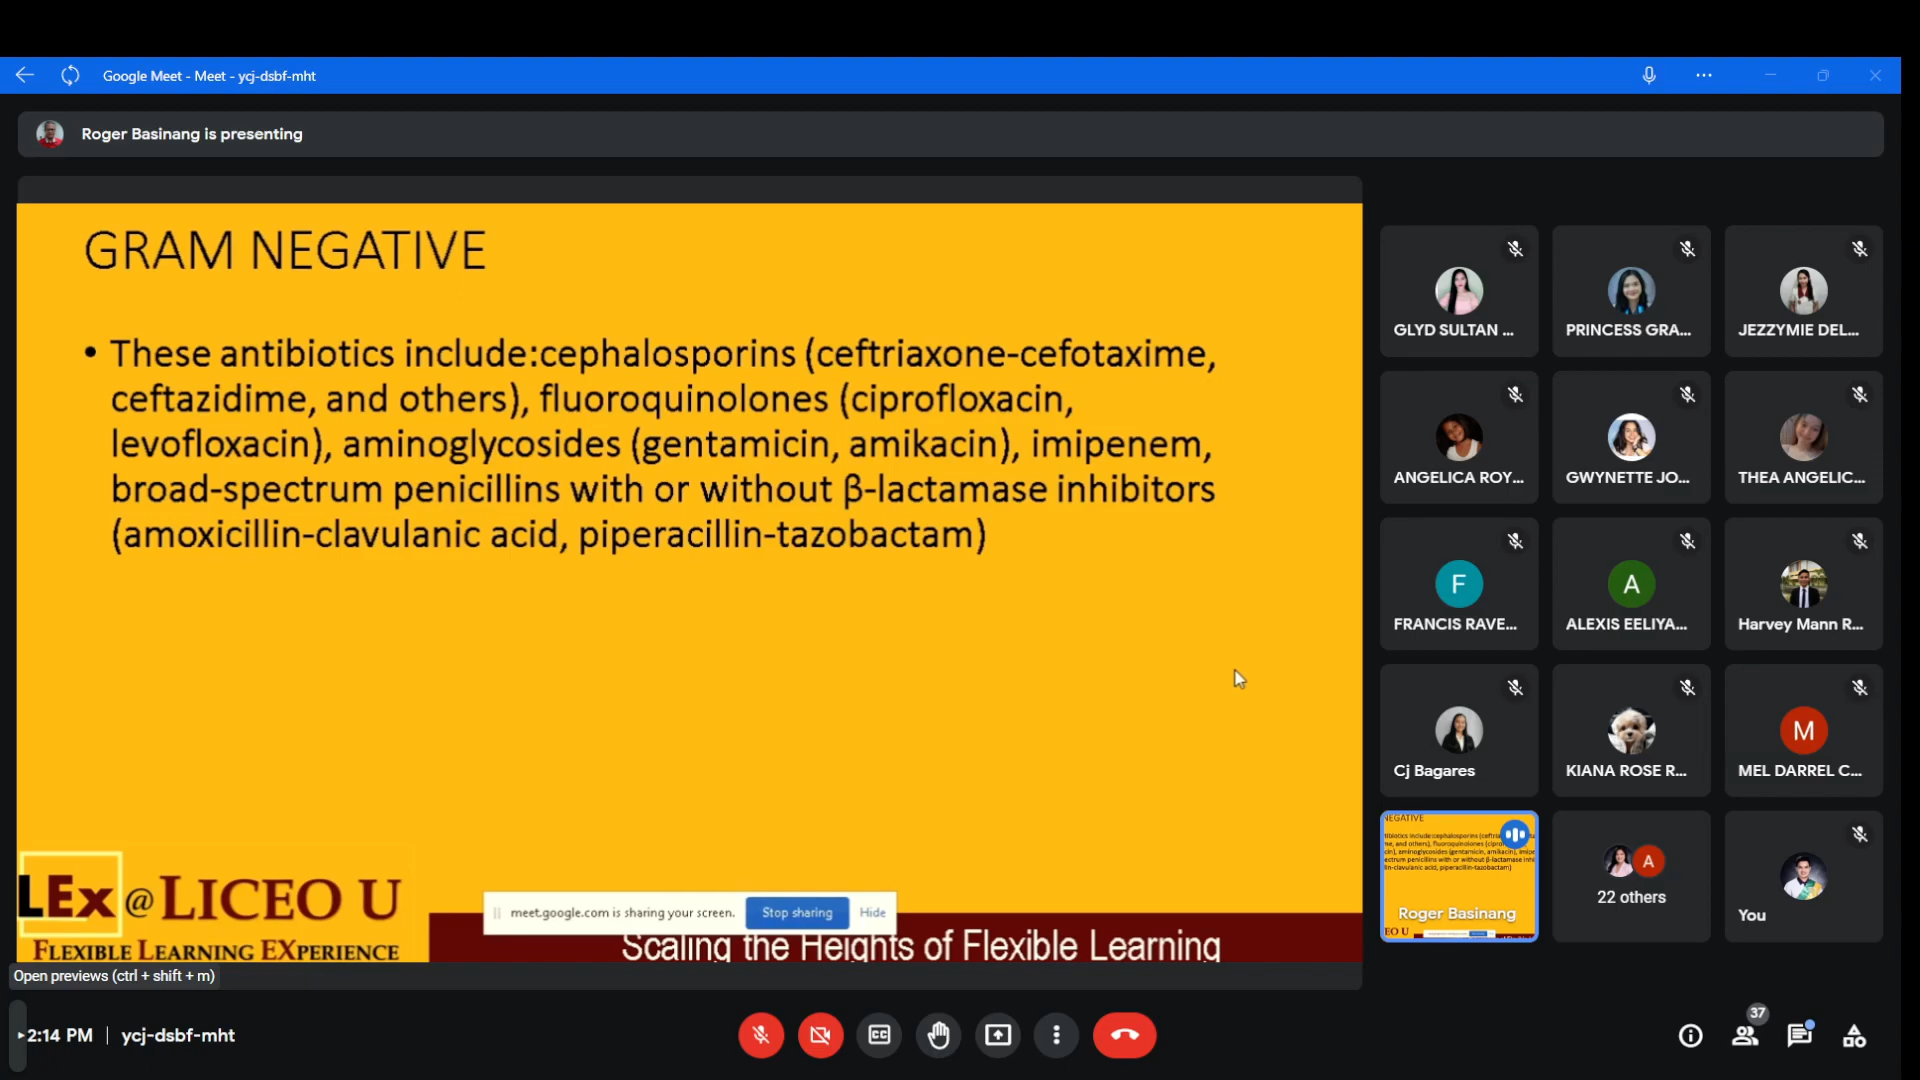 Google Meet - Meet - ycj-dsbf-mht
Roger Basinang is presenting
GRAM NEGATIVE
• These antibiotics include:cephalosporins (ceftriaxone-cefotaxime,
ceftazidime, and others), fluoroquinolones (ciprofloxacin,
levofloxacin), aminoglycosides (gentamicin, amikacin), imipenem,
broad-spectrum penicillins with or without β-lactamase inhibitors
(amoxicillin-clavulanic acid, piperacillin-tazobactam)
LEx @ LICEO U
FLEXIBLE LEARNING EXPERIENCE
meet.google.com is sharing your screen. Stop sharing Hide
Scaling the Heights of Flexible Learning
Open previews (ctrl + shift + m)
GLYD SULTAN ...
PRINCESS GRA...
JEZZYMIE DEL...
ANGELICA ROY...
GWYNETTE JO...
THEA ANGELIC...
F
FRANCIS RAVE...
A
ALEXIS EELIYA...
Harvey Mann R...
Cj Bagares
KIANA ROSE R...
M
MEL DARREL C...
Roger Basinang
A
22 others
You
2:14 PM | ycj-dsbf-mht
CC
37